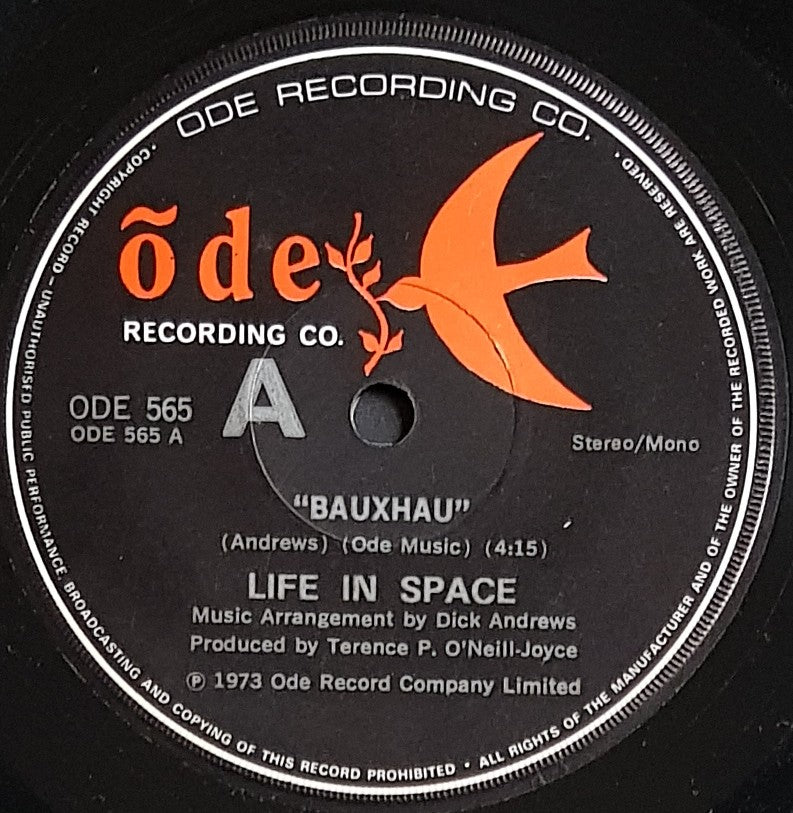 ODE RECORDING CO.
õde
RECORDING CO.
A
ODE 565
ODE 565 A
Stereo/Mono
"BAUXHAU"
(Andrews) (Ode Music) (4:15)
LIFE IN SPACE
Music Arrangement by Dick Andrews
Produced by Terence P. O'Neill-Joyce
℗ 1973 Ode Record Company Limited
• COPYRIGHT RECORD – UNAUTHORISED PUBLIC PERFORMANCE, BROADCASTING AND COPYING OF THIS RECORD PROHIBITED • ALL RIGHTS OF THE MANUFACTURER AND OF THE OWNER OF THE RECORDED WORK ARE RESERVED •